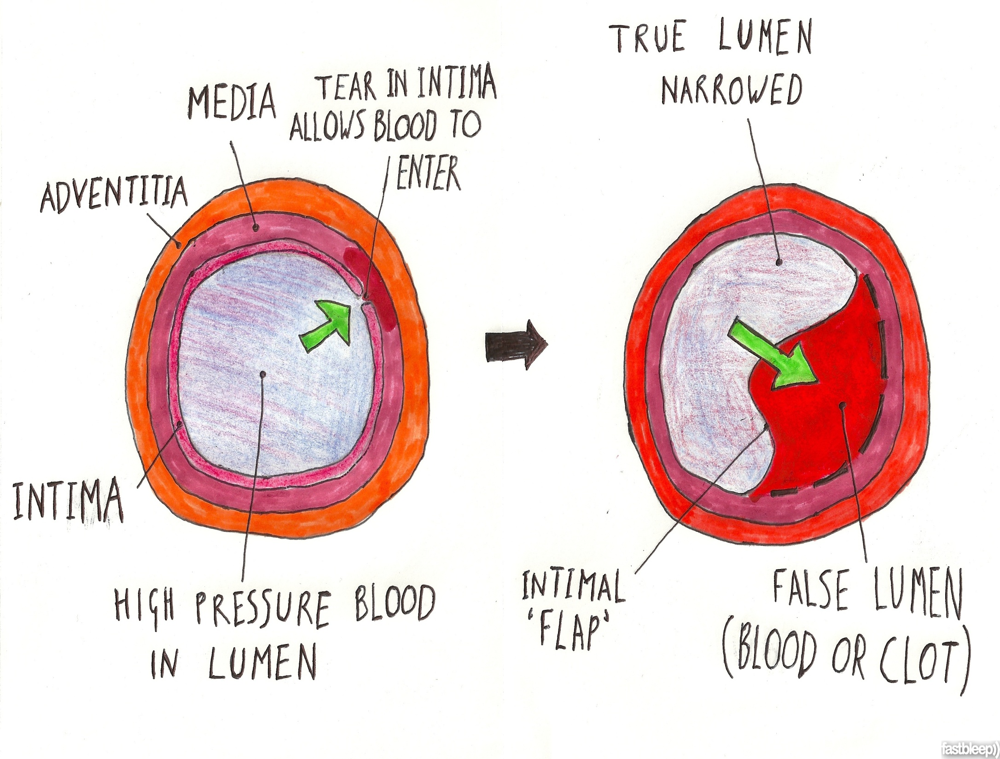 TRUE LUMEN
NARROWED
MEDIA
TEAR IN INTIMA
ALLOWS BLOOD TO
ENTER
ADVENTITIA
INTIMA
HIGH PRESSURE BLOOD
IN LUMEN
INTIMAL
'FLAP'
FALSE LUMEN
(BLOOD OR CLOT)
fastbleep))